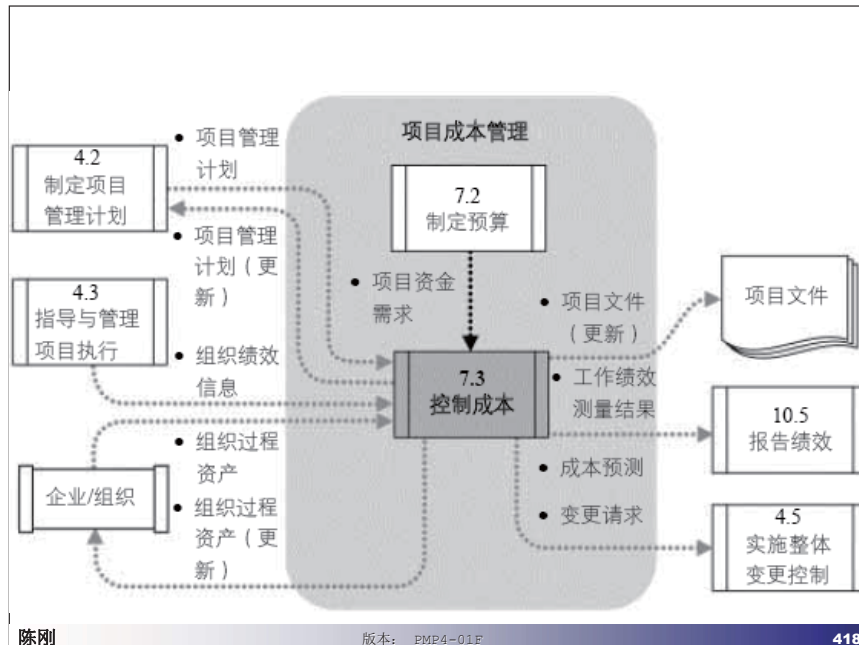 项目成本管理
4.2
制定项目
管理计划
● 项目管理
计划
● 项目管理
计划（更
新）
7.2
制定预算
● 项目资金
需求
4.3
指导与管理
项目执行
● 组织绩效
信息
7.3
控制成本
● 项目文件
（更新）
项目文件
● 工作绩效
测量结果
10.5
报告绩效
企业/组织
● 组织过程
资产
● 组织过程
资产（更
新）
● 成本预测
● 变更请求
4.5
实施整体
变更控制
陈刚
版本： PMP4-01F
418